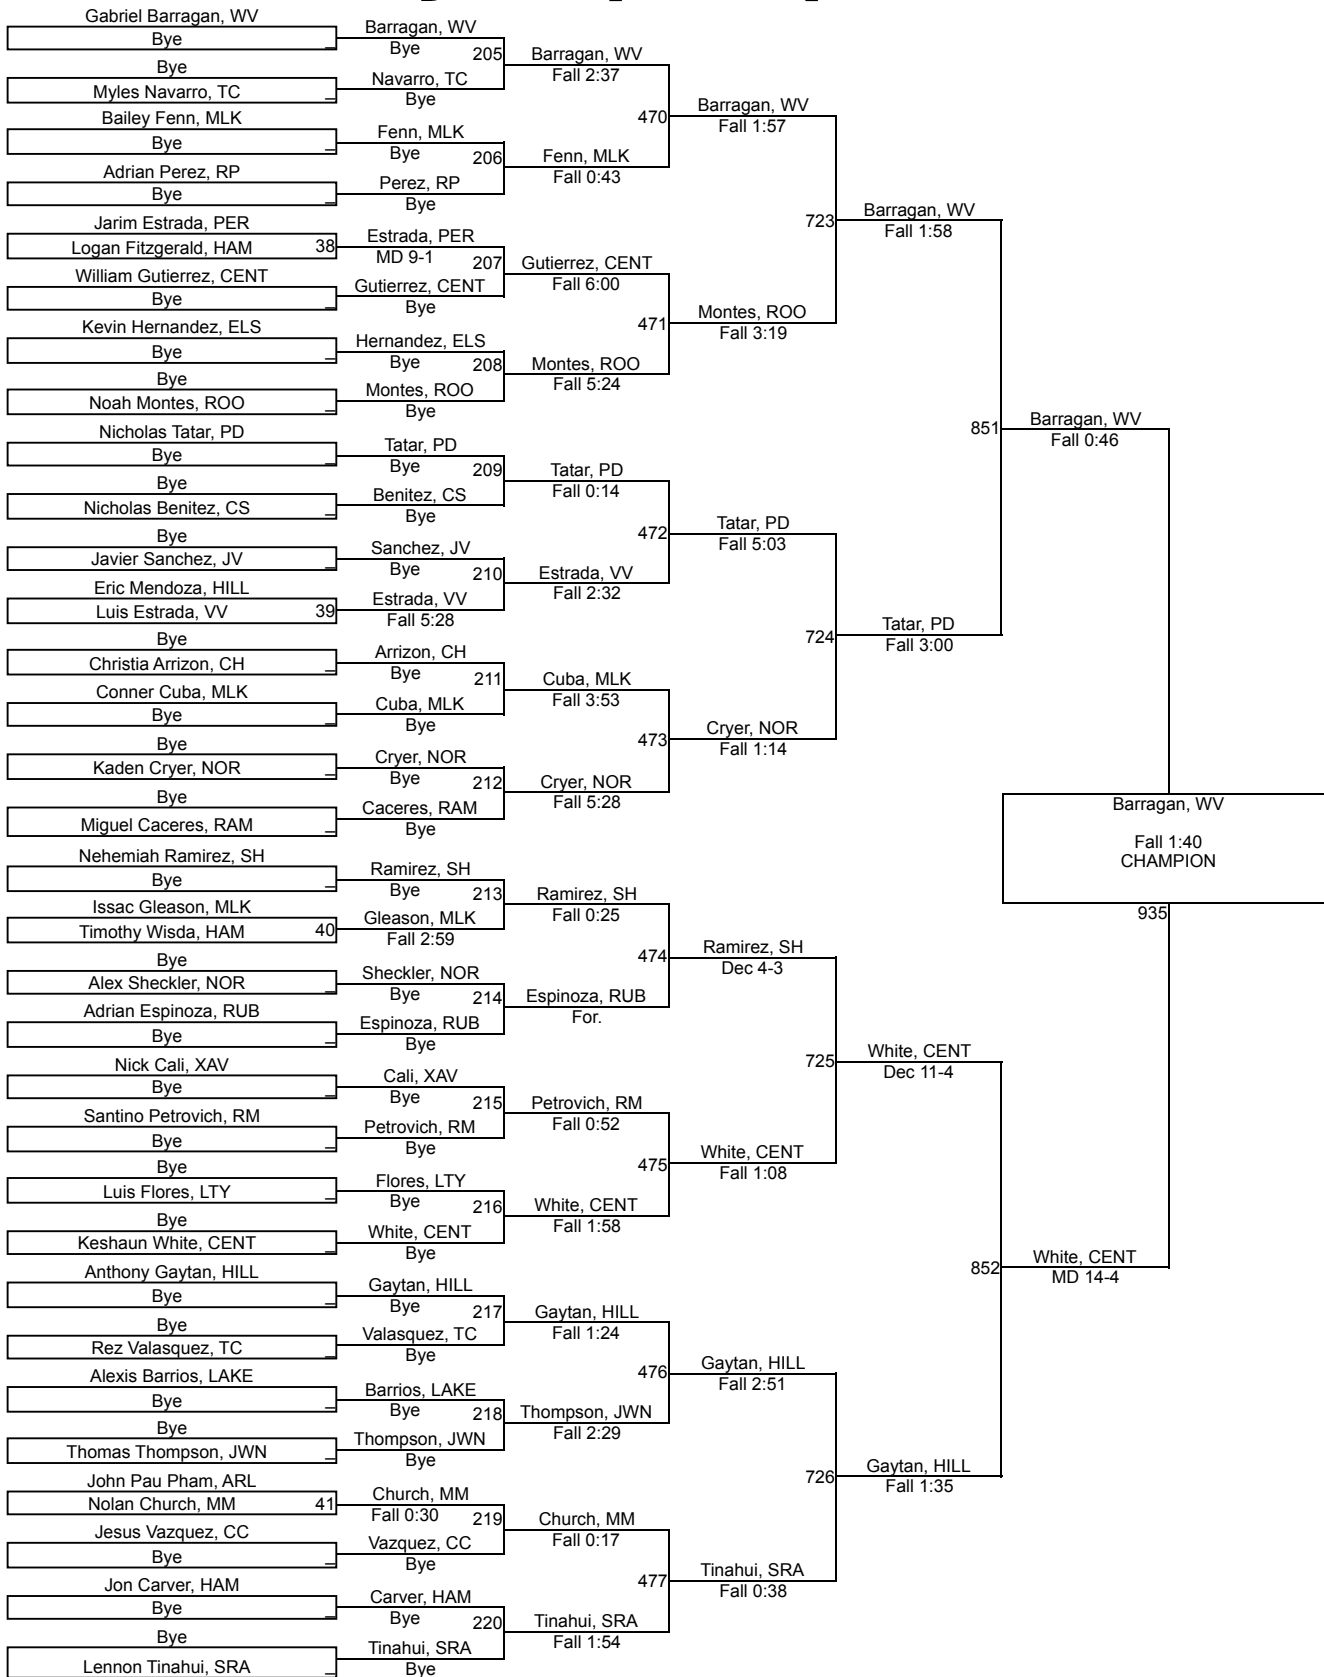 Gabriel Barragan, WV
Bye
Bye
Myles Navarro, TC
Bailey Fenn, MLK
Bye
Adrian Perez, RP
Bye
Jarim Estrada, PER
Logan Fitzgerald, HAM 38
William Gutierrez, CENT
Bye
Kevin Hernandez, ELS
Bye
Bye
Noah Montes, ROO
Nicholas Tatar, PD
Bye
Bye
Nicholas Benitez, CS
Bye
Javier Sanchez, JV
Eric Mendoza, HILL
Luis Estrada, VV 39
Bye
Christia Arrizon, CH
Conner Cuba, MLK
Bye
Bye
Kaden Cryer, NOR
Bye
Miguel Caceres, RAM
Nehemiah Ramirez, SH
Bye
Issac Gleason, MLK
Timothy Wisda, HAM 40
Bye
Alex Sheckler, NOR
Adrian Espinoza, RUB
Bye
Nick Cali, XAV
Bye
Santino Petrovich, RM
Bye
Bye
Luis Flores, LTY
Bye
Keshaun White, CENT
Anthony Gaytan, HILL
Bye
Bye
Rez Valasquez, TC
Alexis Barrios, LAKE
Bye
Bye
Thomas Thompson, JWN
John Pau Pham, ARL
Nolan Church, MM 41
Jesus Vazquez, CC
Bye
Jon Carver, HAM
Bye
Bye
Lennon Tinahui, SRA
Barragan, WV
Bye 205
Navarro, TC
Bye
Fenn, MLK
Bye 206
Perez, RP
Bye
Estrada, PER
MD 9-1 207
Gutierrez, CENT
Bye
Hernandez, ELS
Bye 208
Montes, ROO
Bye
Tatar, PD
Bye 209
Benitez, CS
Bye
Sanchez, JV
Bye 210
Estrada, VV
Fall 5:28
Arrizon, CH
Bye 211
Cuba, MLK
Bye
Cryer, NOR
Bye 212
Caceres, RAM
Bye
Ramirez, SH
Bye 213
Gleason, MLK
Fall 2:59
Sheckler, NOR
Bye 214
Espinoza, RUB
Bye
Cali, XAV
Bye 215
Petrovich, RM
Bye
Flores, LTY
Bye 216
White, CENT
Bye
Gaytan, HILL
Bye 217
Valasquez, TC
Bye
Barrios, LAKE
Bye 218
Thompson, JWN
Bye
Church, MM
Fall 0:30 219
Vazquez, CC
Bye
Carver, HAM
Bye 220
Tinahui, SRA
Bye
Barragan, WV
Fall 2:37
470
Fenn, MLK
Fall 0:43
Gutierrez, CENT
Fall 6:00
471
Montes, ROO
Fall 5:24
Tatar, PD
Fall 0:14
472
Estrada, VV
Fall 2:32
Cuba, MLK
Fall 3:53
473
Cryer, NOR
Fall 5:28
Ramirez, SH
Fall 0:25
474
Espinoza, RUB
For.
Petrovich, RM
Fall 0:52
475
White, CENT
Fall 1:58
Gaytan, HILL
Fall 1:24
476
Thompson, JWN
Fall 2:29
Church, MM
Fall 0:17
477
Tinahui, SRA
Fall 1:54
Barragan, WV
Fall 1:57
723
Montes, ROO
Fall 3:19
Tatar, PD
Fall 5:03
724
Cryer, NOR
Fall 1:14
Ramirez, SH
Dec 4-3
725
White, CENT
Fall 1:08
Gaytan, HILL
Fall 2:51
726
Tinahui, SRA
Fall 0:38
Barragan, WV
Fall 1:58
851
Tatar, PD
Fall 3:00
White, CENT
Dec 11-4
852
Gaytan, HILL
Fall 1:35
Barragan, WV
Fall 0:46
White, CENT
MD 14-4
Barragan, WV
Fall 1:40
CHAMPION
935